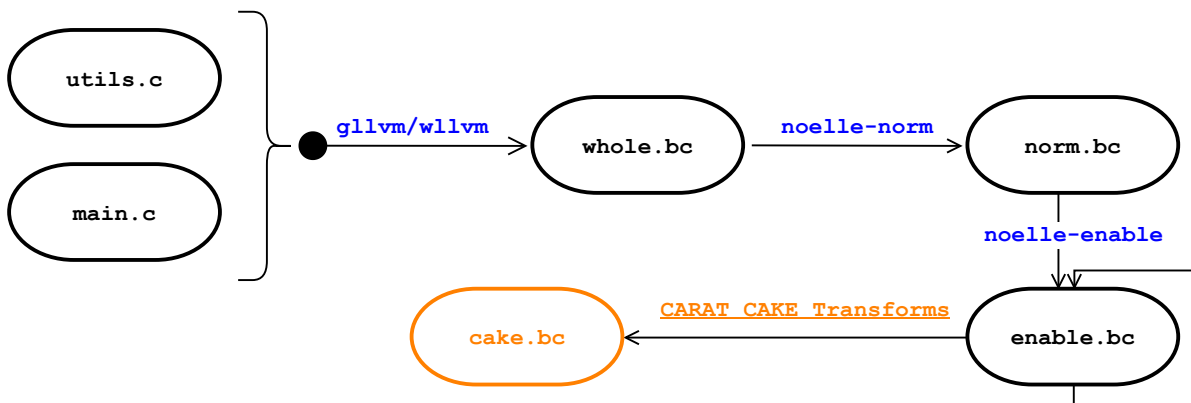 utils.c
main.c
gllvm/wllvm
whole.bc
noelle-norm
norm.bc
noelle-enable
enable.bc
CARAT CAKE Transforms
cake.bc